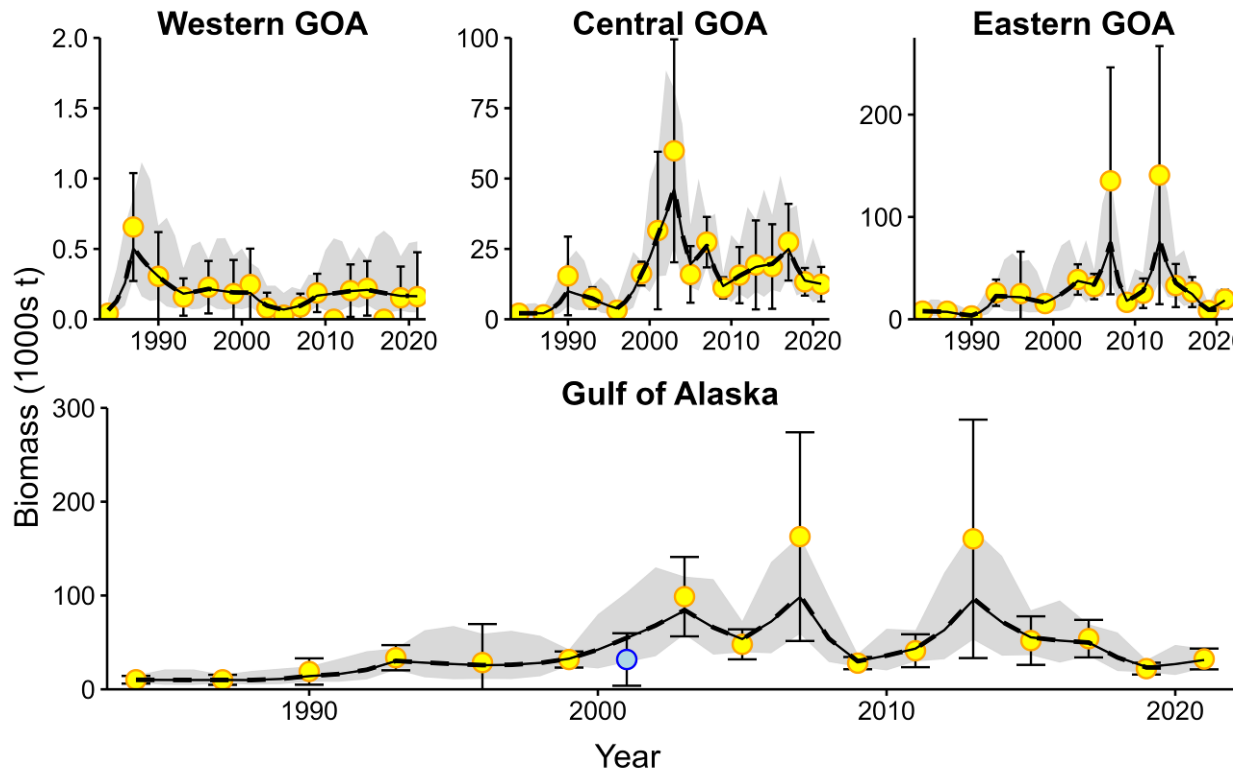 Western GOA
Central GOA
Eastern GOA
2.0
1.5
1.0
0.5
0.0
1990 2000 2010 2020
100
75
50
25
0
1990 2000 2010 2020
200
100
0
1990 2000 2010 202
Biomass (1000s t)
Gulf of Alaska
300
200
100
0
1990 2000 2010 2020
Year